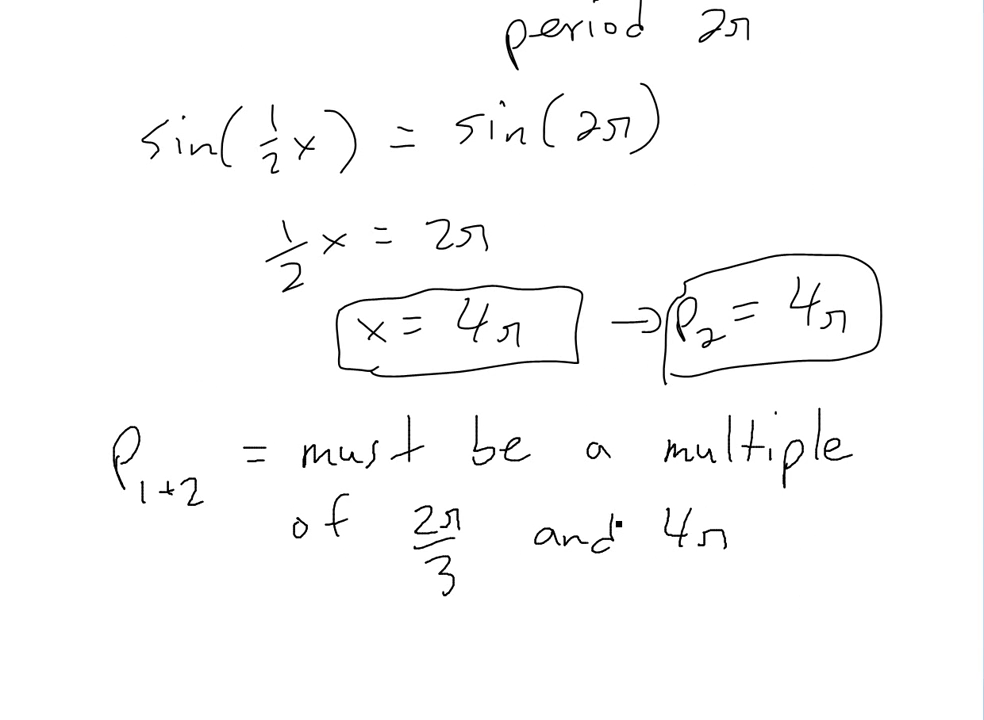 period 2π
sin(1/2 x) = sin(2π)
1/2 x = 2π
x = 4π → P₂ = 4π
P₁₊₂ = must be a multiple
of 2π/3 and 4π